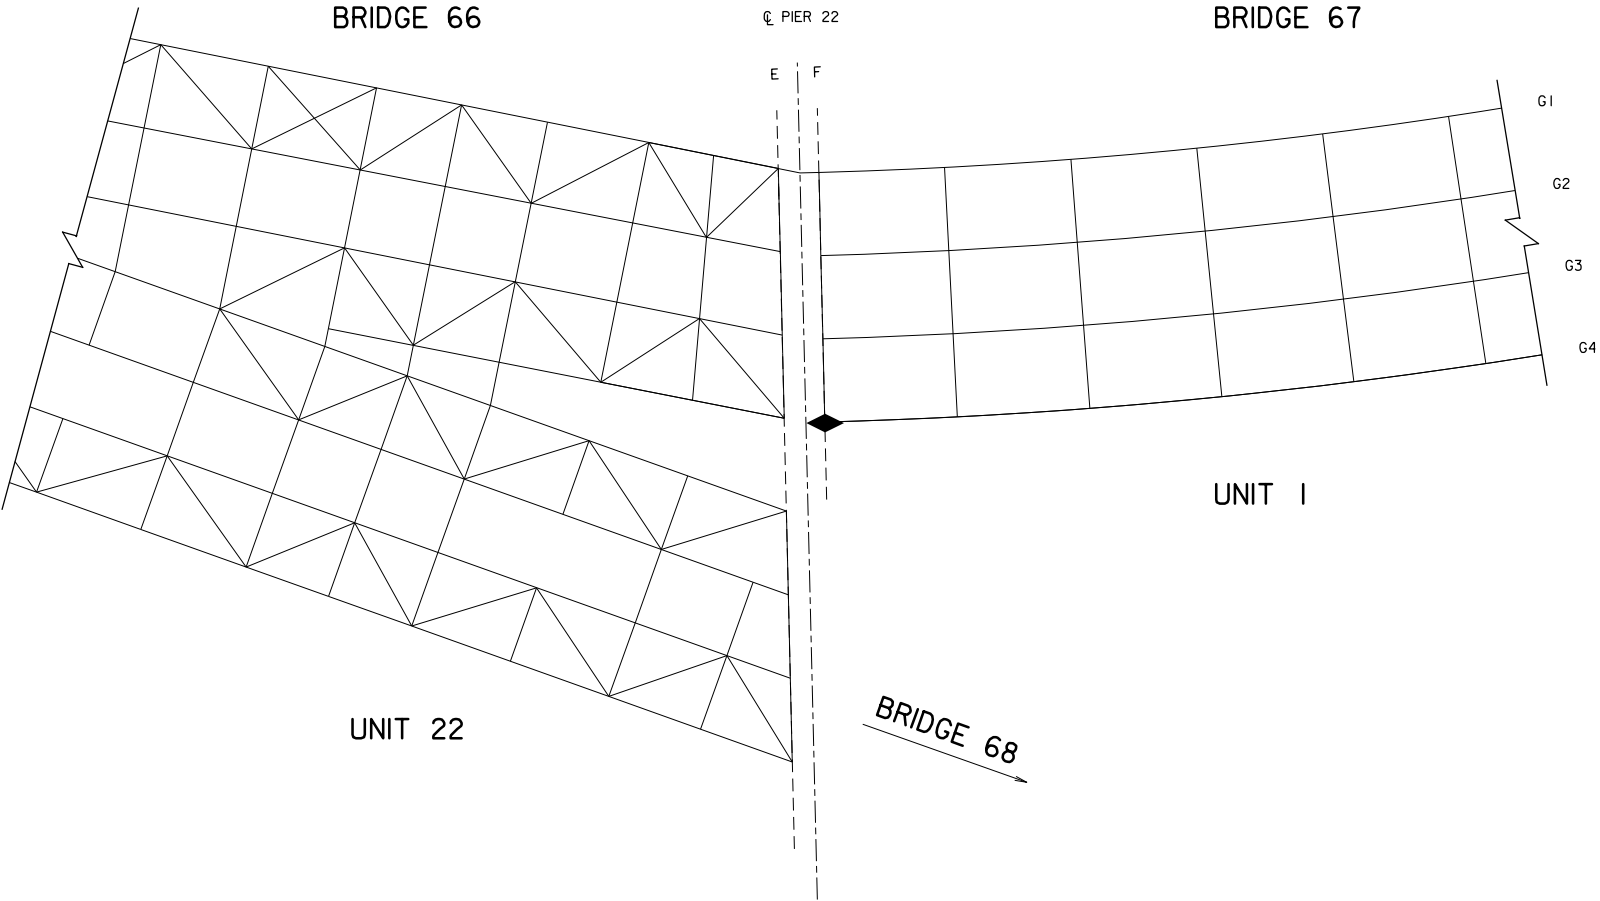 BRIDGE 66
℄ PIER 22
BRIDGE 67
E
F
G1
G2
G3
G4
UNIT 1
UNIT 22
BRIDGE 68